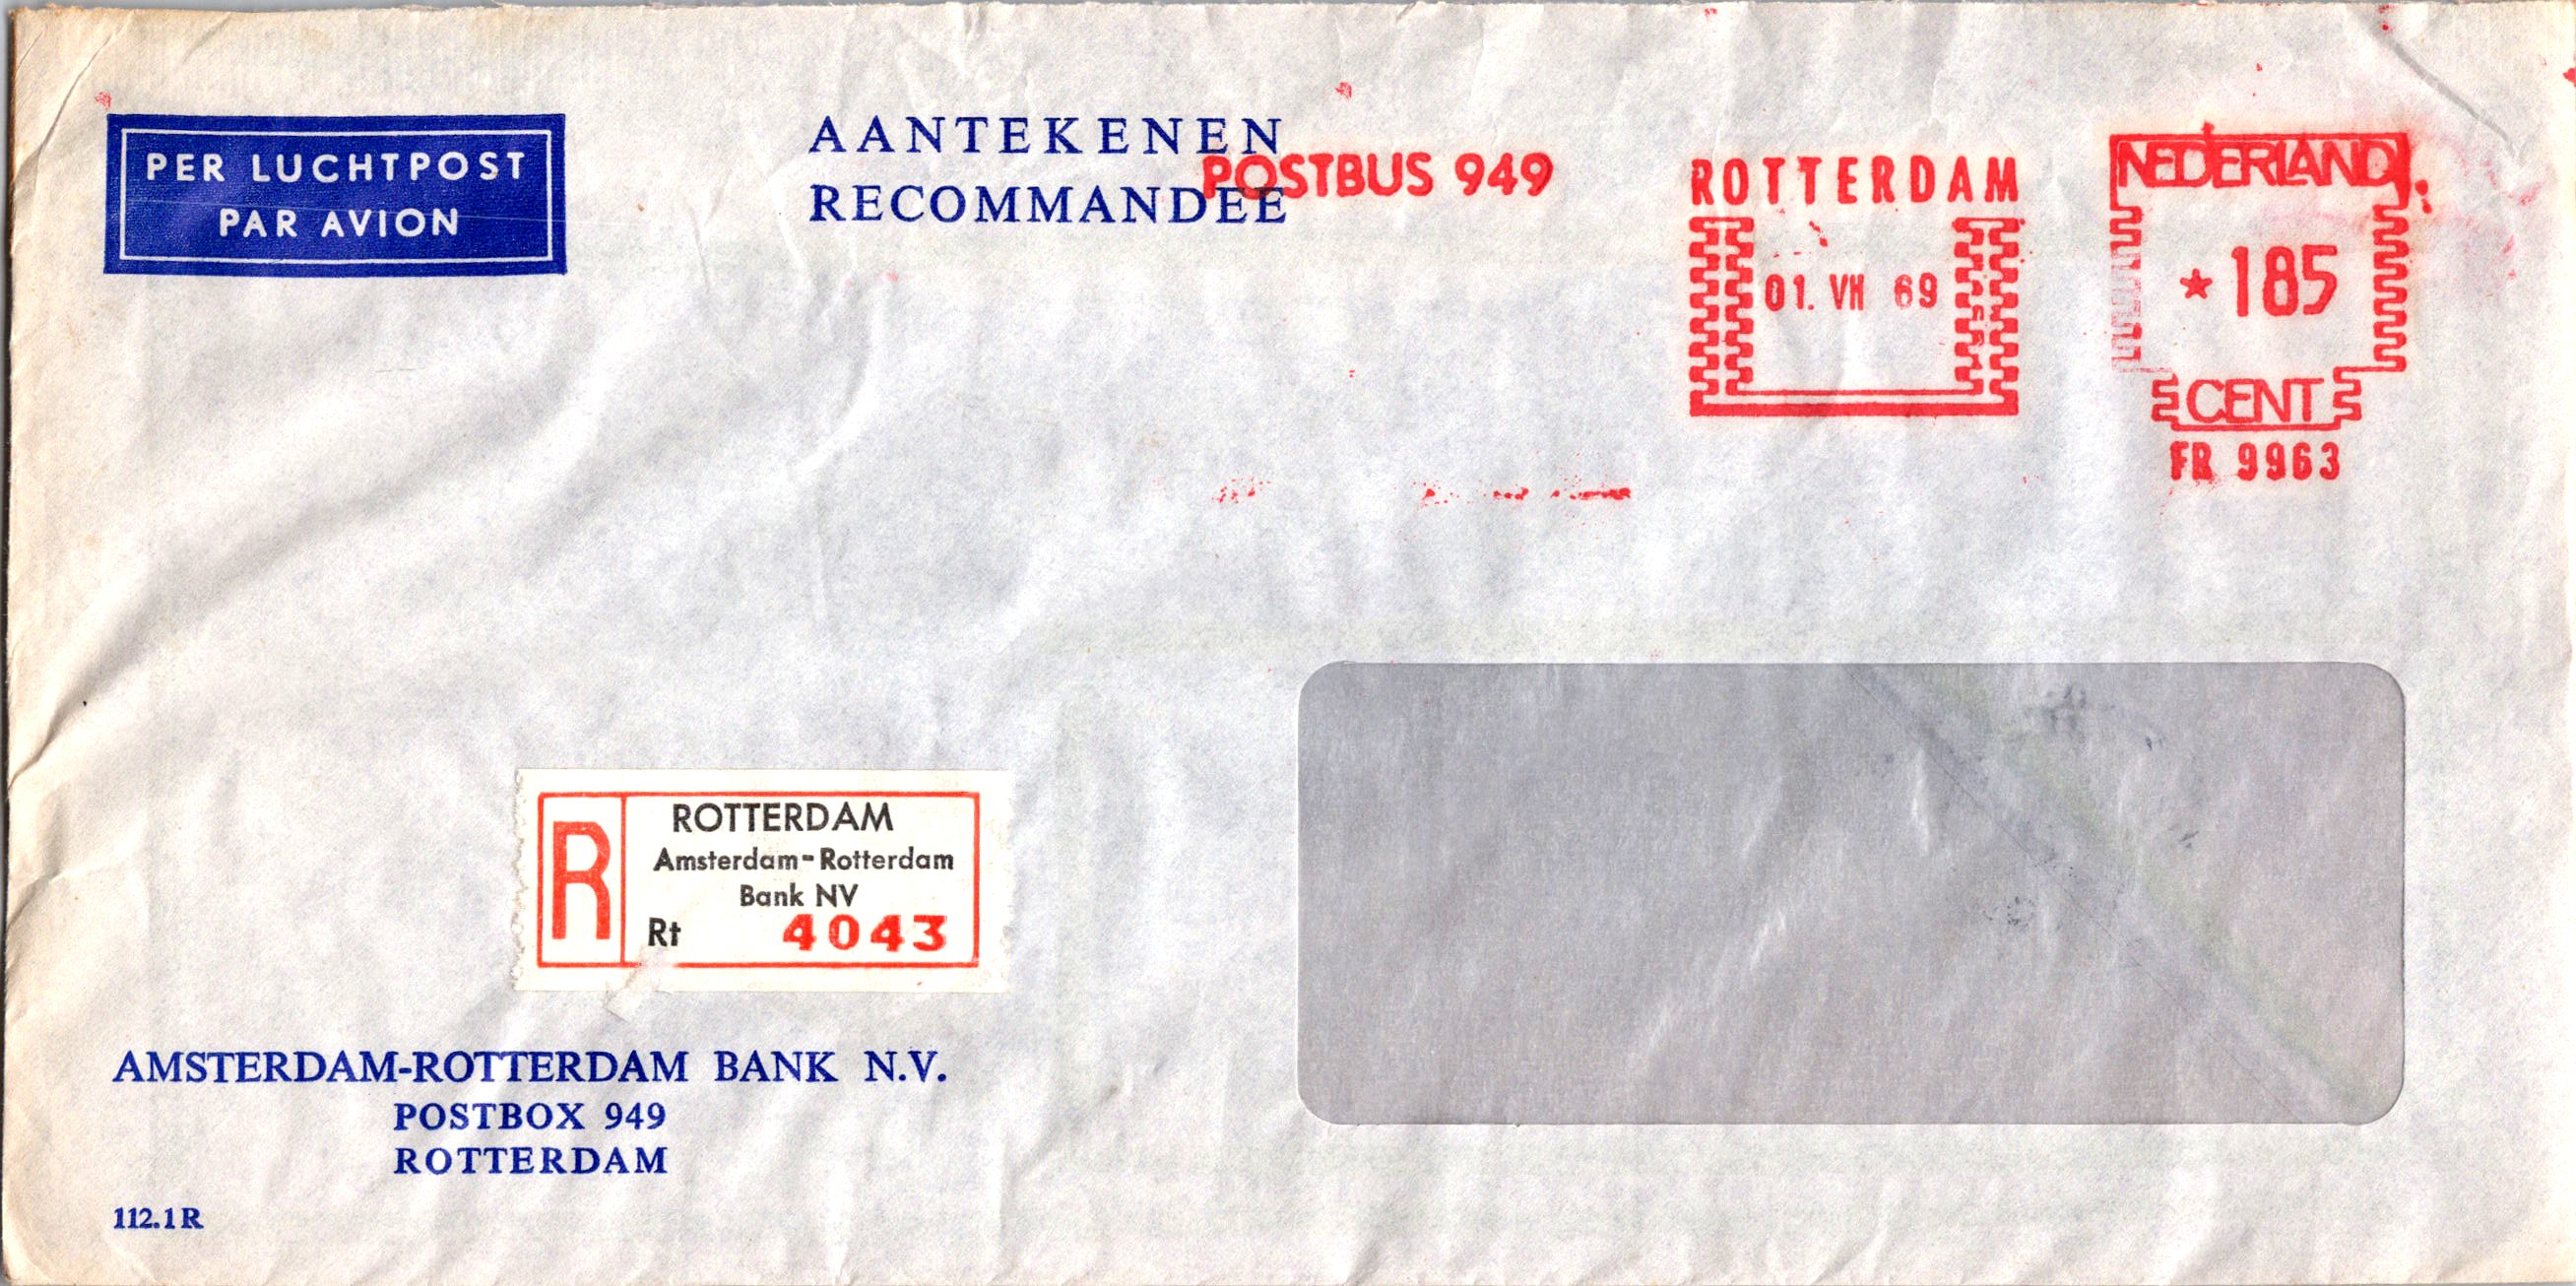 PER LUCHTPOST
PAR AVION
AANTEKENEN
RECOMMANDEE
POSTBUS 949
ROTTERDAM
01. VII 69
NEDERLAND
*185
CENT
FR 9963
R
ROTTERDAM
Amsterdam-Rotterdam
Bank NV
Rt 4043
AMSTERDAM-ROTTERDAM BANK N.V.
POSTBOX 949
ROTTERDAM
112.1R